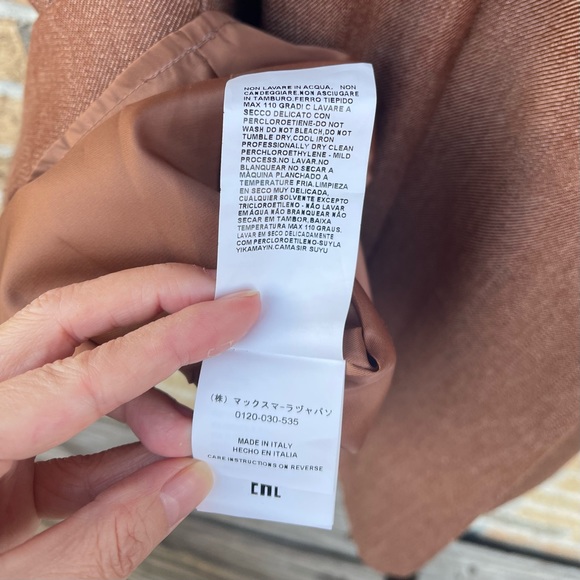 NON LAVARE IN ACQUA, NON
CANDEGGIARE.NON ASCIUGARE
IN TAMBURO.FERRO TIEPIDO
MAX 110 GRADI C LAVARE A
SECCO DELICATO CON
PERCLOROETIENE-DO NOT
WASH DO NOT BLEACH,DO NOT
TUMBLE DRY,COOL IRON
PROFESSIONALLY DRY CLEAN
PERCHLOROETHYLENE - MILD
PROCESS.NO LAVAR.NO
BLANQUEAR NO SECAR A
MÁQUINA PLANCHADO A
TEMPERATURE FRIA.LIMPIEZA
EN SECO MUY DELICADA,
CUALQUIER SOLVENTE EXCEPTO
TRICLOROETILENO - NÃO LAVAR
EM ÁGUA NÃO BRANQUEAR NÃO
SECAR EM TAMBOR,BAIXA
TEMPERATURA MAX 110 GRAUS.
LAVAR EM SECO DELICADAMENTE
COM PERCLOROETILENO-SUYLA
YIKAMAYIN.CAMASIR SUYU
(株) マックスマーラヅャパン
0120-030-535
MADE IN ITALY
HECHO EN ITALIA
CARE INSTRUCTIONS ON REVERSE